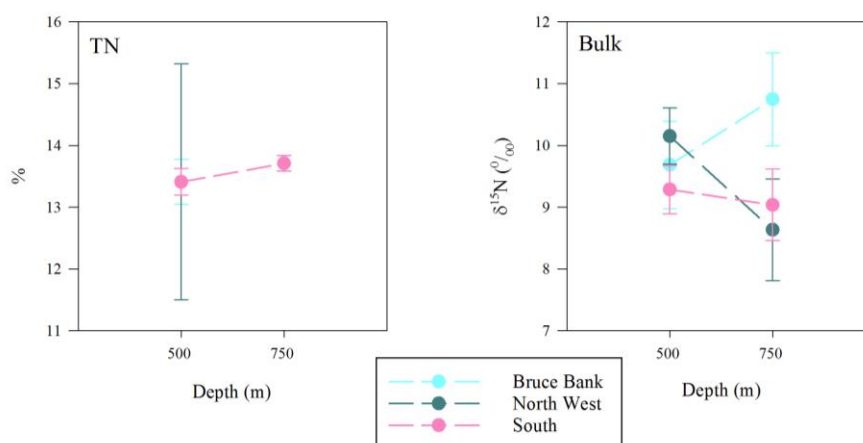 TN
16
15
14
13
12
11
%
500 750
Depth (m)
Bulk
12
11
10
9
8
7
δ¹⁵N (⁰/₀₀)
500 750
Depth (m)
Bruce Bank
North West
South